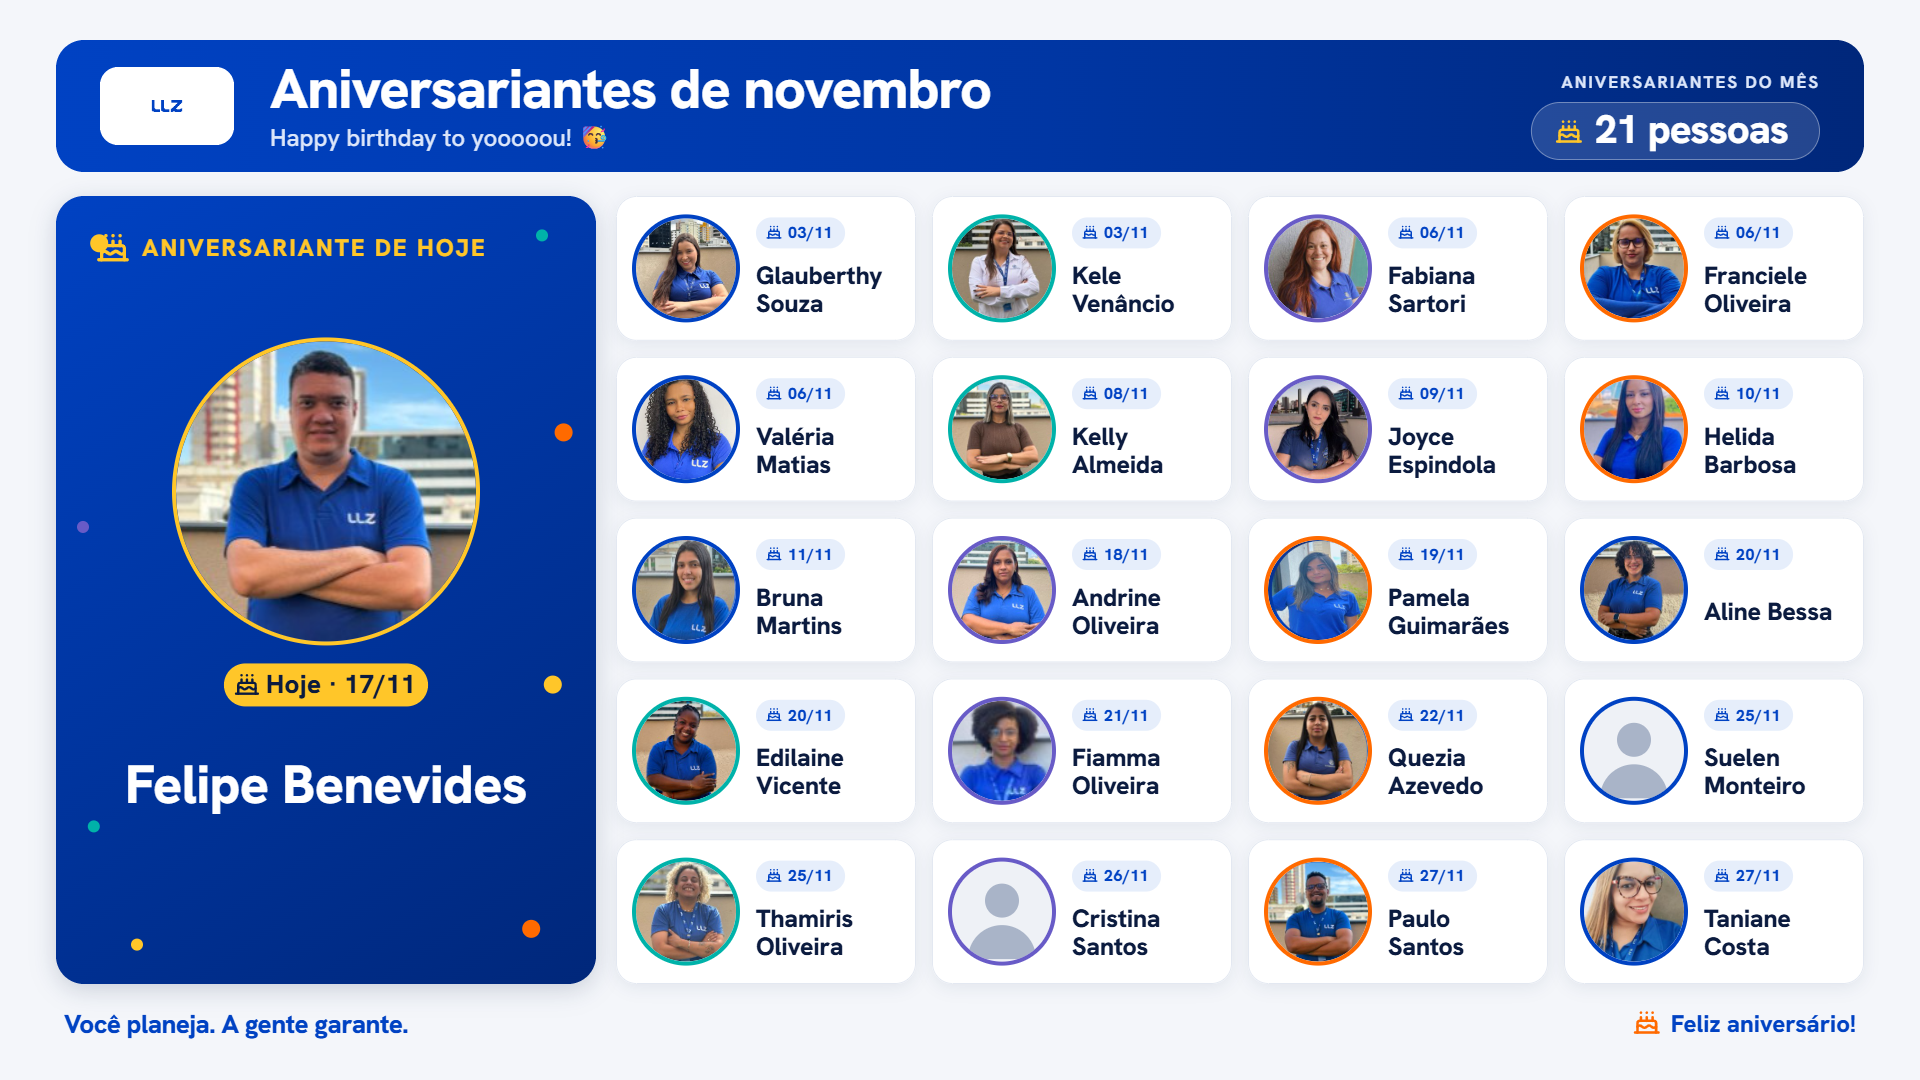 LLZ
Aniversariantes de novembro
Happy birthday to yooooou! 🥳
ANIVERSARIANTES DO MÊS
21 pessoas
ANIVERSARIANTE DE HOJE
LLZ
Hoje · 17/11
Felipe Benevides
03/11
Glauberthy
Souza
03/11
Kele
Venâncio
06/11
Fabiana
Sartori
06/11
Franciele
Oliveira
06/11
Valéria
Matias
08/11
Kelly
Almeida
09/11
Joyce
Espindola
10/11
Helida
Barbosa
11/11
Bruna
Martins
18/11
Andrine
Oliveira
19/11
Pamela
Guimarães
20/11
Aline Bessa
20/11
Edilaine
Vicente
21/11
Fiamma
Oliveira
22/11
Quezia
Azevedo
25/11
Suelen
Monteiro
25/11
Thamiris
Oliveira
26/11
Cristina
Santos
27/11
Paulo
Santos
27/11
Taniane
Costa
Você planeja. A gente garante.
Feliz aniversário!